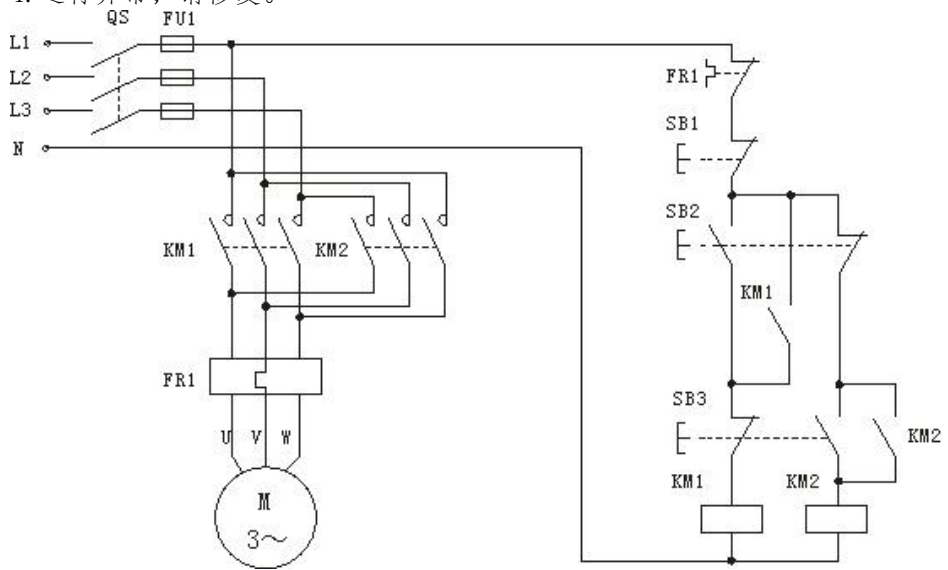 QS FU1
L1
L2
L3
N
FR1
SB1
SB2
KM1 KM2
KM1
FR1
SB3
U V W
KM2
KM1 KM2
M
3～